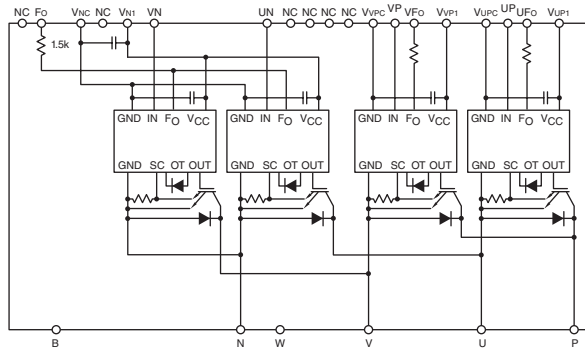 NC FO VNC NC VN1 VN UN NC NC NC NC VVPC VP VFO VVP1 VUPC UP UFO VUP1
1.5k
GND IN FO VCC GND IN FO VCC GND IN FO VCC GND IN FO VCC
GND SC OT OUT GND SC OT OUT GND SC OT OUT GND SC OT OUT
B N W V U P